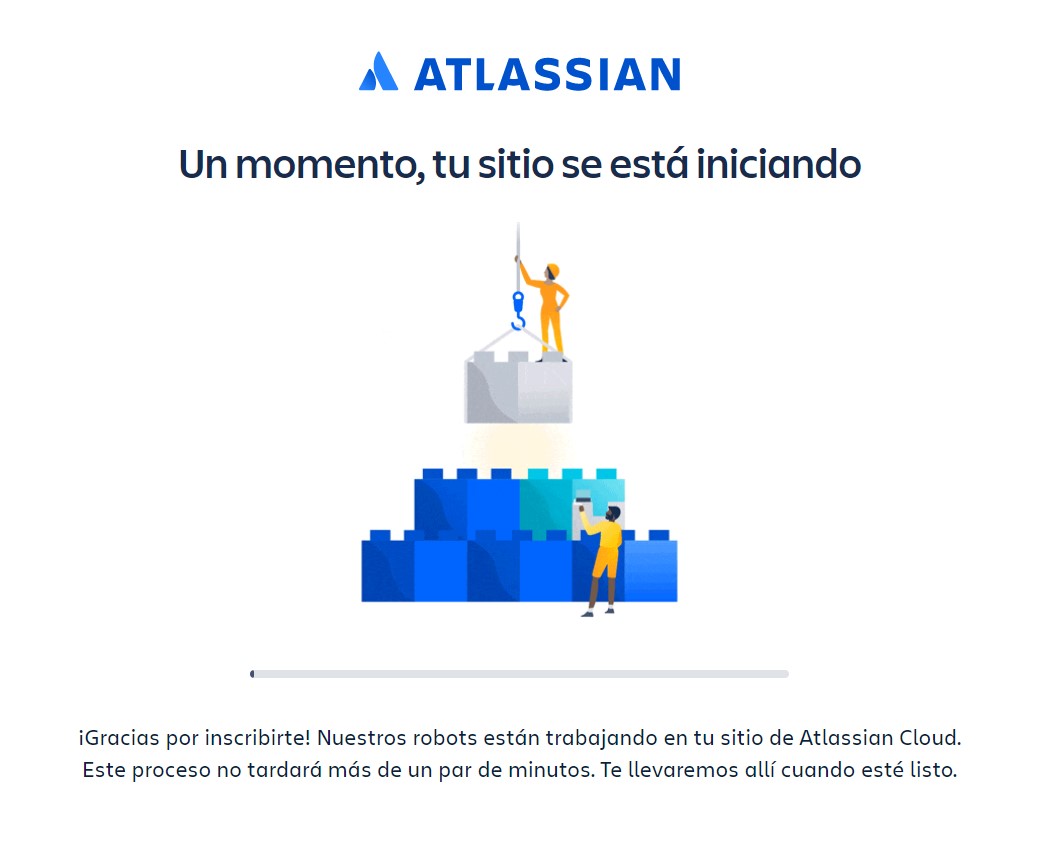 ATLASSIAN
Un momento, tu sitio se está iniciando
¡Gracias por inscribirte! Nuestros robots están trabajando en tu sitio de Atlassian Cloud.
Este proceso no tardará más de un par de minutos. Te llevaremos allí cuando esté listo.